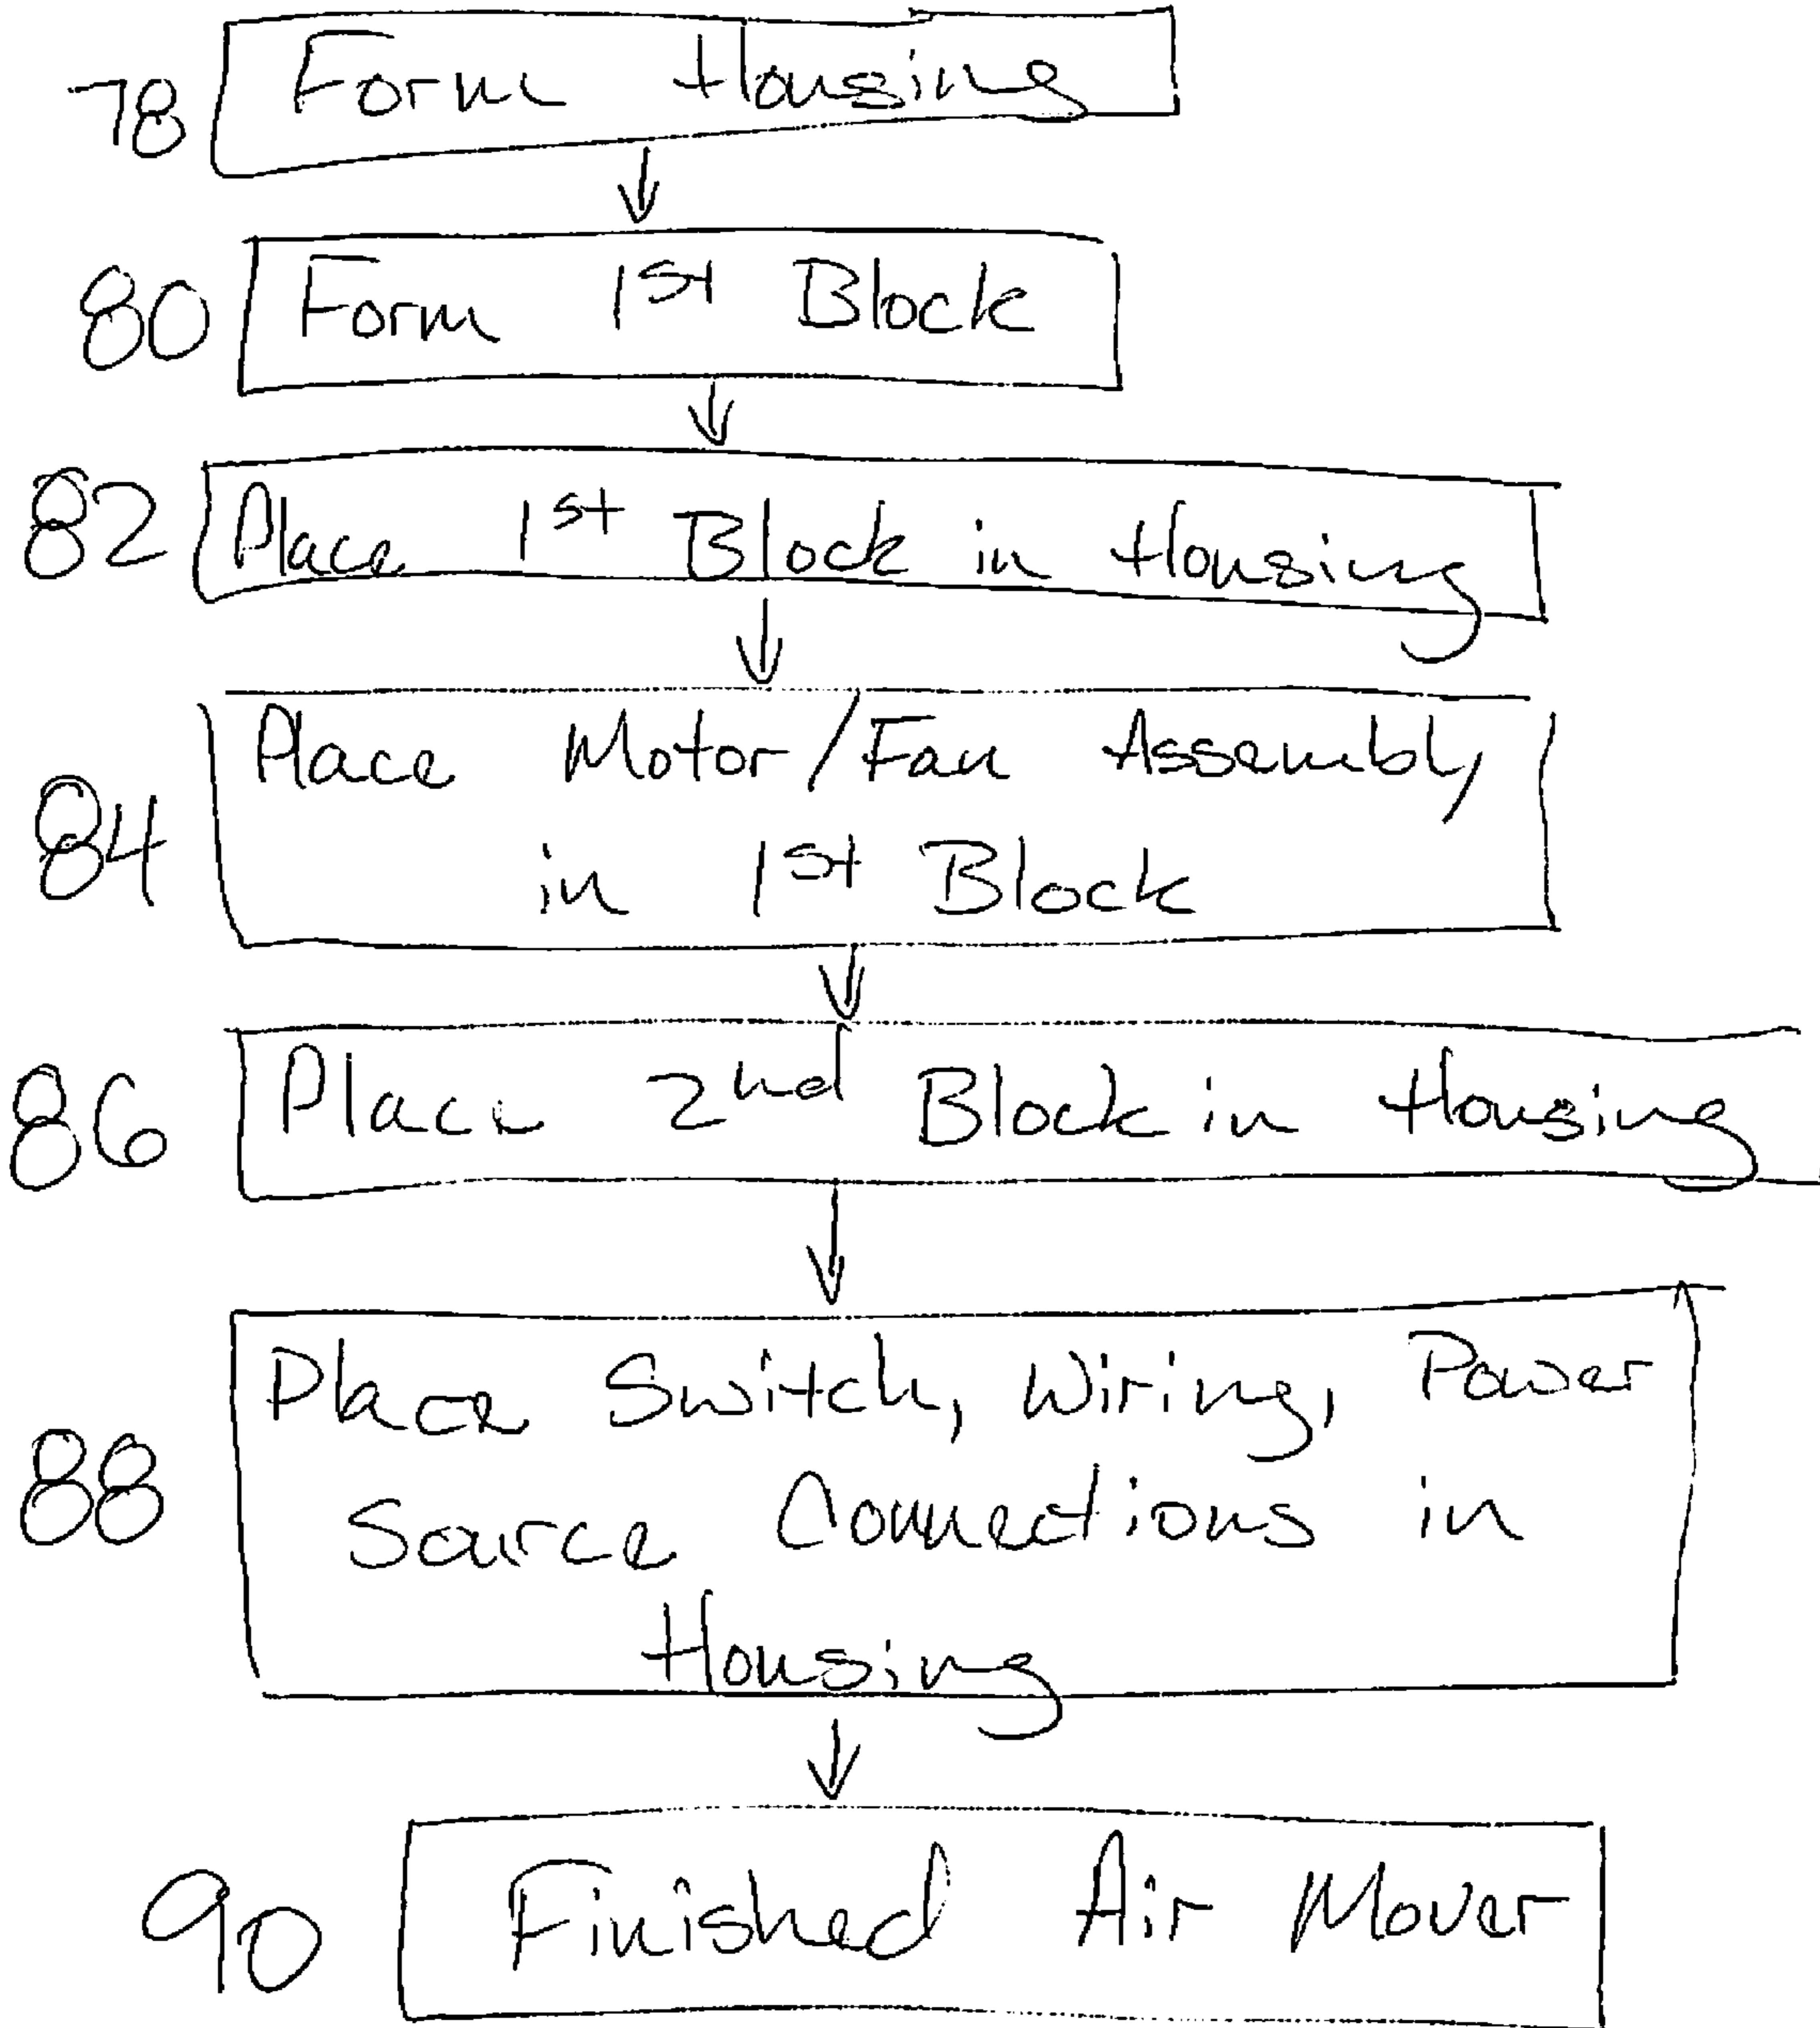 78 Form Housing
80 Form 1st Block
82 Place 1st Block in Housing
Place Motor/Fan Assembly
84
in 1st Block
86 Place 2nd Block in Housing
Place Switch, Wiring, Power
88 Source Connections in
Housing
90 Finished Air Mover